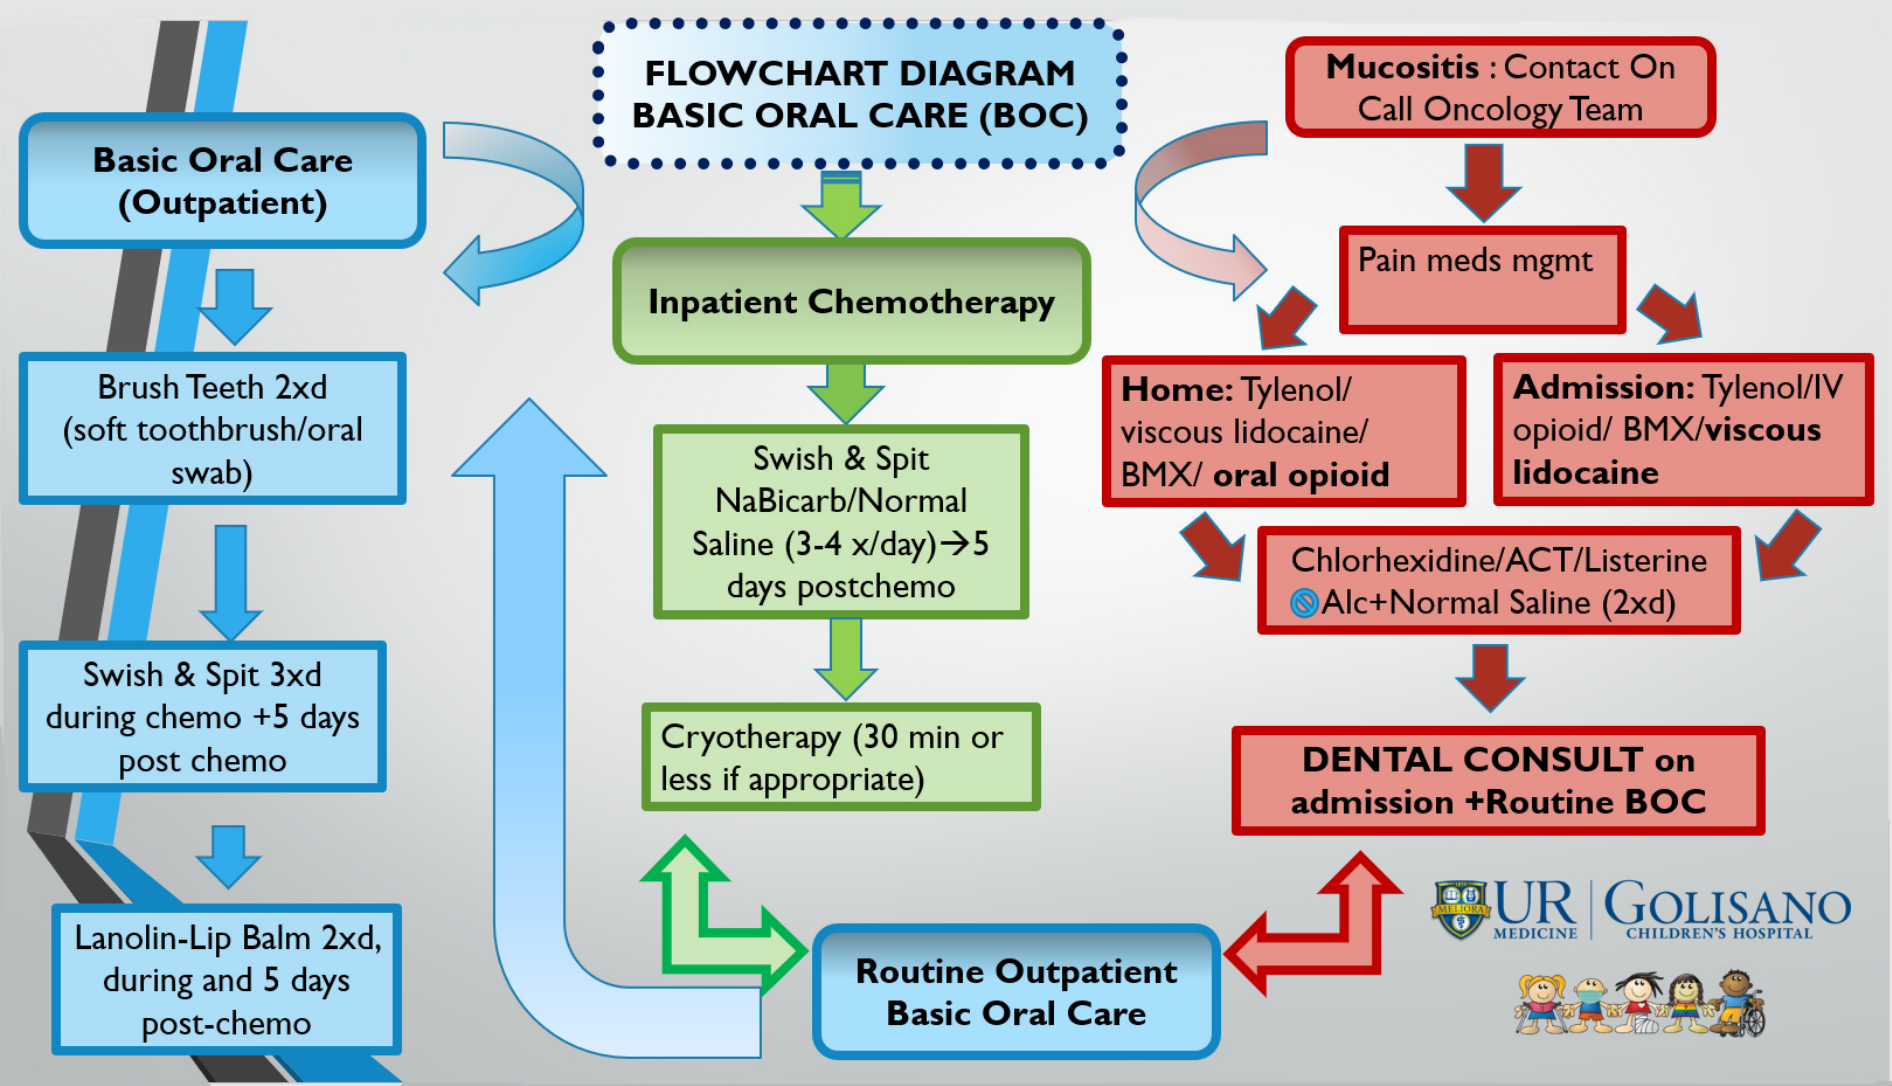 FLOWCHART DIAGRAM
BASIC ORAL CARE (BOC)
Basic Oral Care
(Outpatient)
Brush Teeth 2xd
(soft toothbrush/oral
swab)
Swish & Spit 3xd
during chemo +5 days
post chemo
Lanolin-Lip Balm 2xd,
during and 5 days
post-chemo
Inpatient Chemotherapy
Swish & Spit
NaBicarb/Normal
Saline (3-4 x/day)→5
days postchemo
Cryotherapy (30 min or
less if appropriate)
Routine Outpatient
Basic Oral Care
Mucositis : Contact On
Call Oncology Team
Pain meds mgmt
Home: Tylenol/
viscous lidocaine/
BMX/ oral opioid
Admission: Tylenol/IV
opioid/ BMX/viscous
lidocaine
Chlorhexidine/ACT/Listerine
🛇Alc+Normal Saline (2xd)
DENTAL CONSULT on
admission +Routine BOC
MELIORA
UR
MEDICINE
GOLISANO
CHILDREN'S HOSPITAL